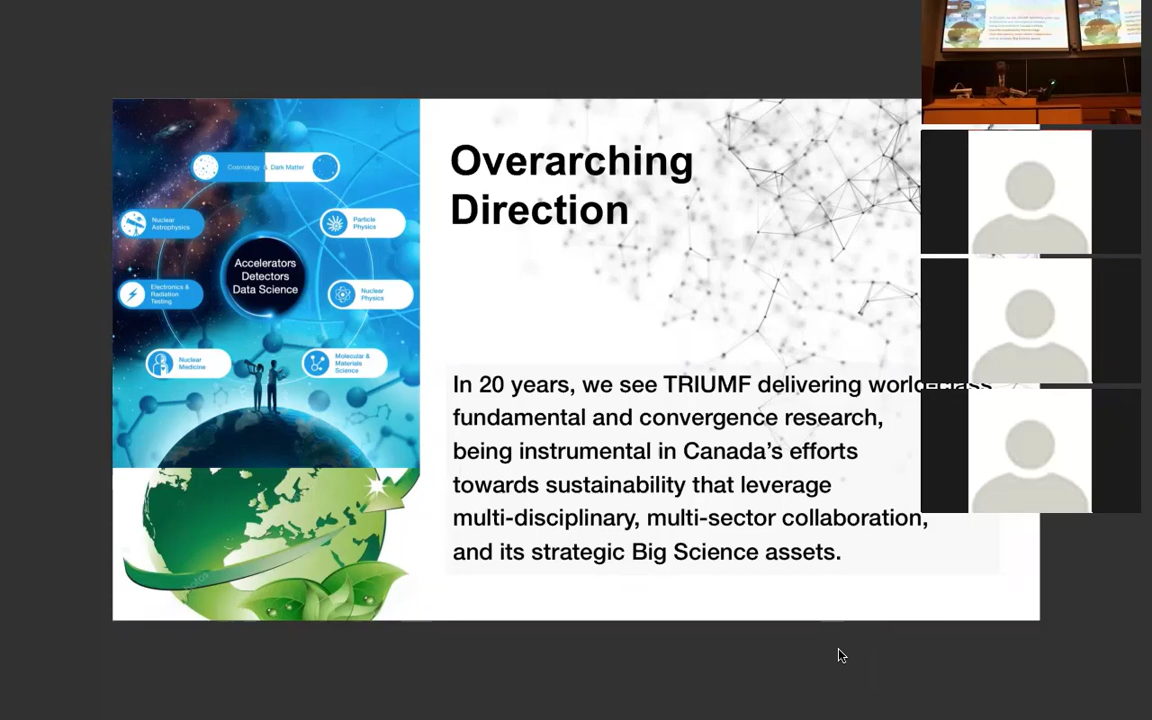 Overarching
Direction
Cosmology & Dark Matter
Nuclear
Astrophysics
Particle
Physics
Accelerators
Detectors
Data Science
Electronics &
Radiation
Testing
Nuclear
Physics
Nuclear
Medicine
Molecular &
Materials
Science
In 20 years, we see TRIUMF delivering world-class
fundamental and convergence research,
being instrumental in Canada's efforts
towards sustainability that leverage
multi-disciplinary, multi-sector collaboration,
and its strategic Big Science assets.